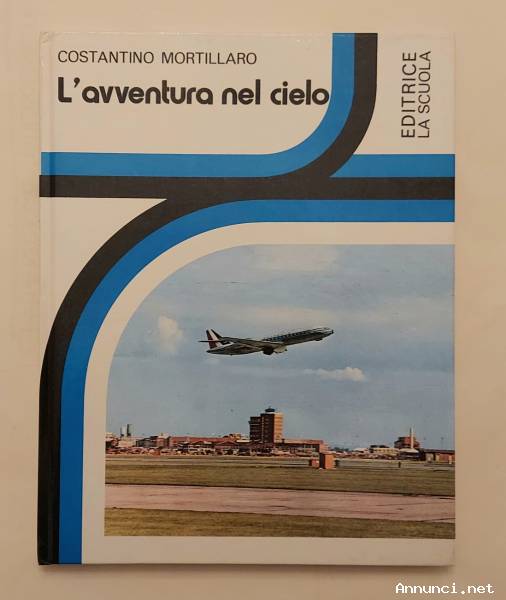 COSTANTINO MORTILLARO
L'avventura nel cielo
EDITRICE
LA SCUOLA
Annunci.net